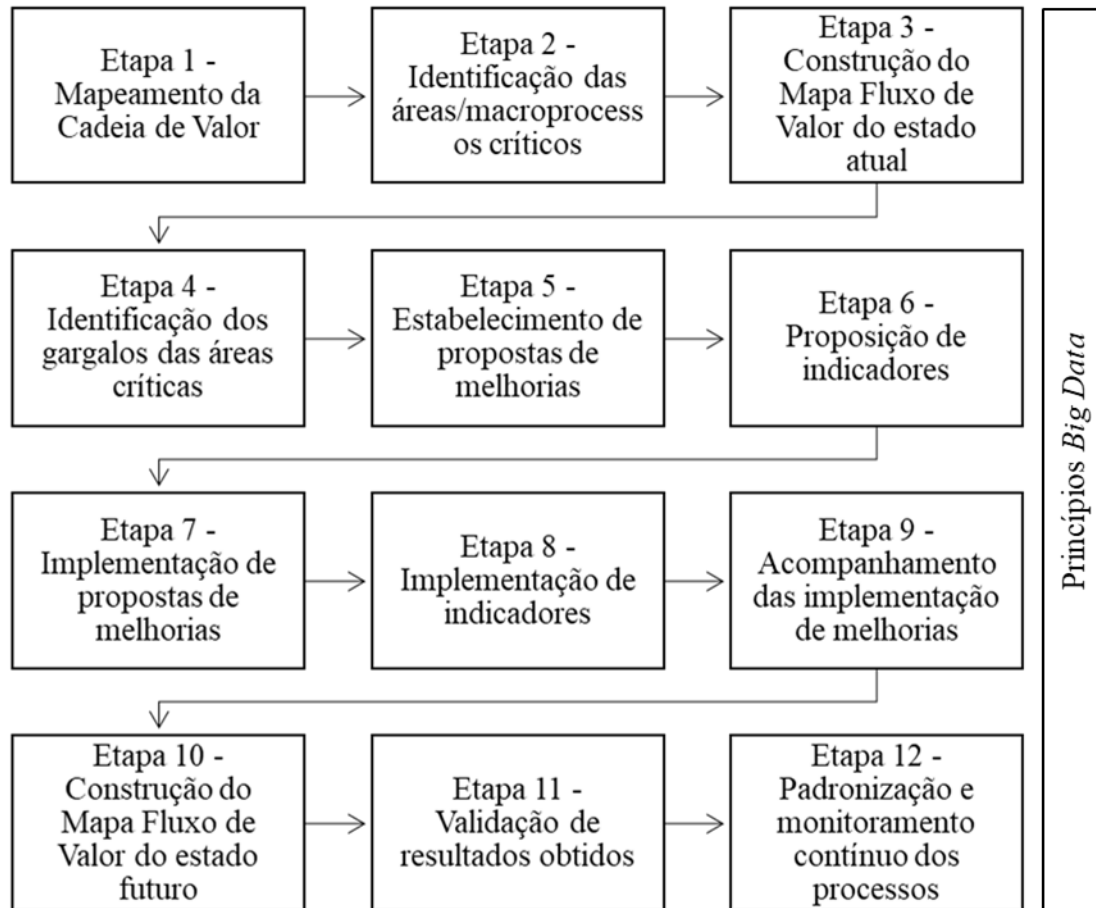 Etapa 1 -
Mapeamento da
Cadeia de Valor
Etapa 2 -
Identificação das
áreas/macroprocess
os críticos
Etapa 3 -
Construção do
Mapa Fluxo de
Valor do estado
atual
Etapa 4 -
Identificação dos
gargalos das áreas
críticas
Etapa 5 -
Estabelecimento de
propostas de
melhorias
Etapa 6 -
Proposição de
indicadores
Etapa 7 -
Implementação de
propostas de
melhorias
Etapa 8 -
Implementação de
indicadores
Etapa 9 -
Acompanhamento
das implementação
de melhorias
Etapa 10 -
Construção do
Mapa Fluxo de
Valor do estado
futuro
Etapa 11 -
Validação de
resultados obtidos
Etapa 12 -
Padronização e
monitoramento
contínuo dos
processos
Princípios Big Data